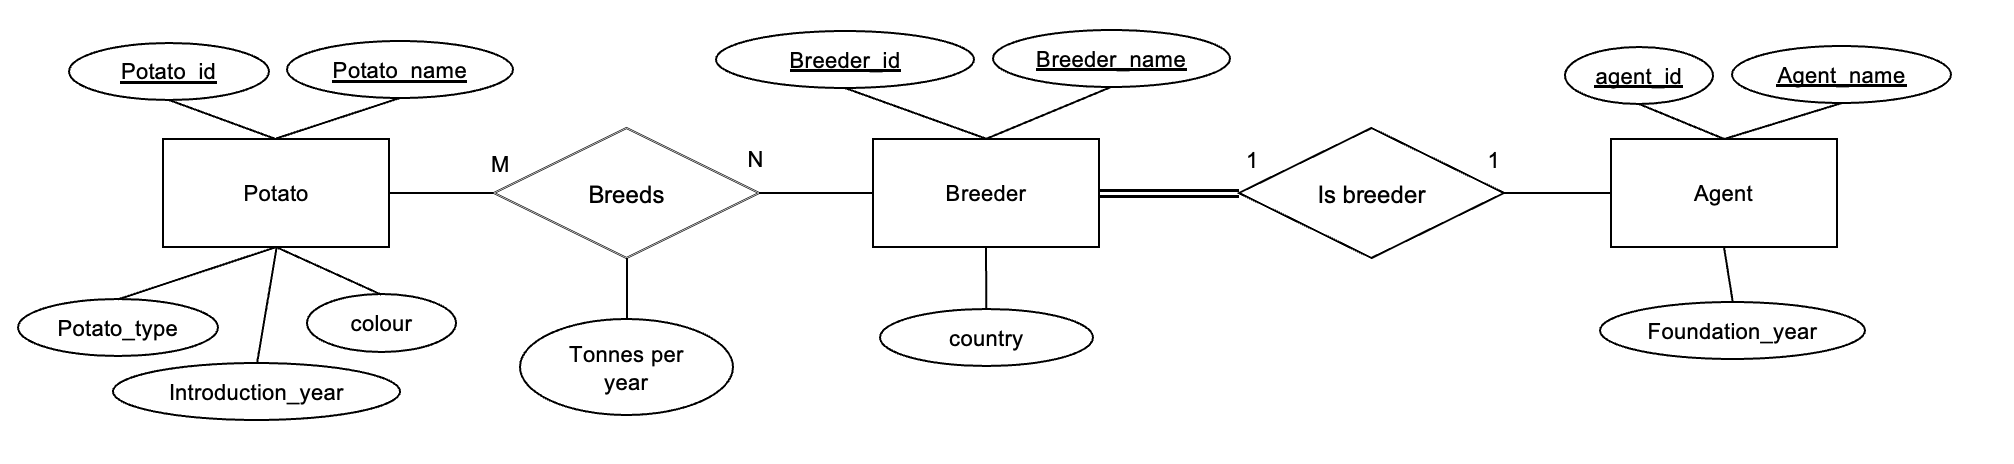 Potato_id
Potato_name
Breeder_id
Breeder_name
agent_id
Agent_name
M
N
1
1
Potato
Breeds
Breeder
Is breeder
Agent
Potato_type
colour
Introduction_year
Tonnes per
year
country
Foundation_year